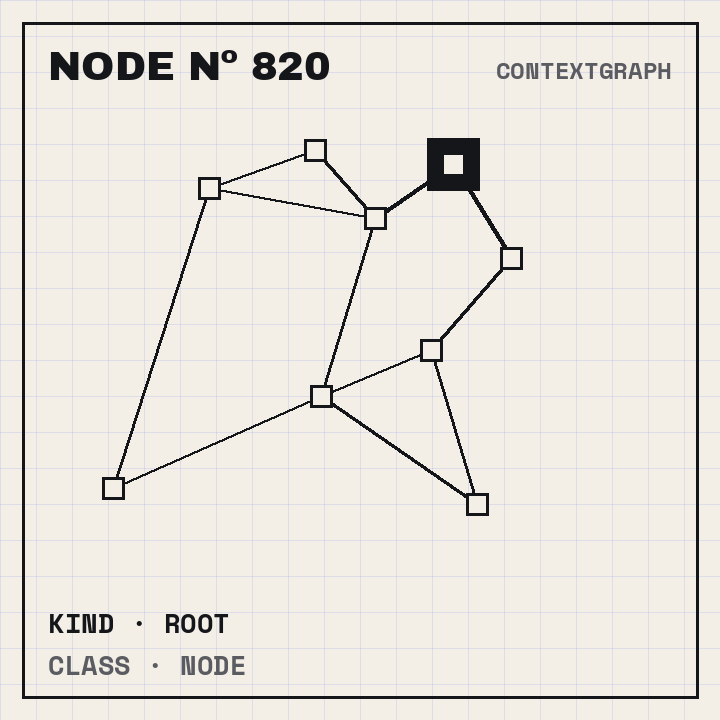 NODE Nº 820
CONTEXTGRAPH
KIND · ROOT
CLASS · NODE